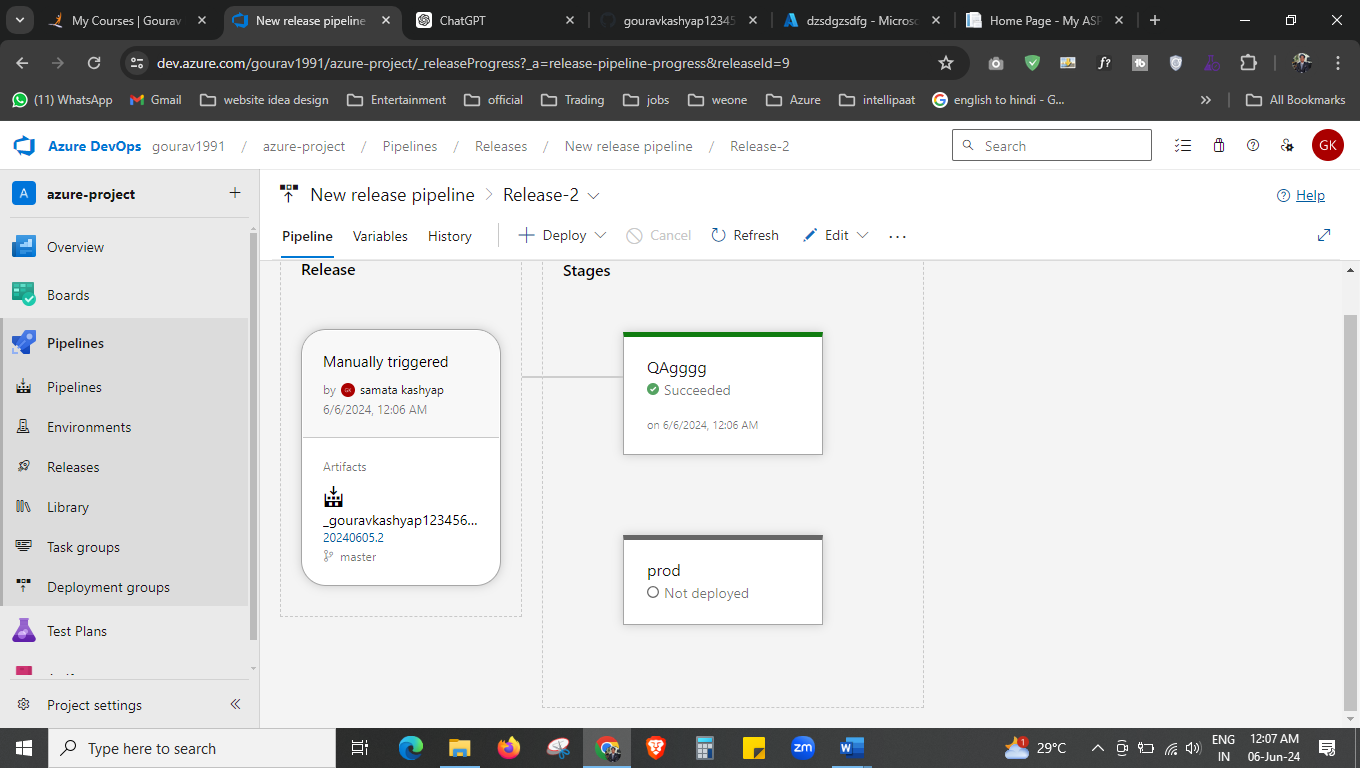 My Courses | Gourav
New release pipeline
ChatGPT
gouravkashyap12345
dzsdgzsdfg - Microsc
Home Page - My ASP
dev.azure.com/gourav1991/azure-project/_releaseProgress?_a=release-pipeline-progress&releaseId=9
(11) WhatsApp
Gmail
website idea design
Entertainment
official
Trading
jobs
weone
Azure
intellipaat
english to hindi - G...
All Bookmarks
Azure DevOps gourav1991 / azure-project / Pipelines / Releases / New release pipeline / Release-2
Search
GK
A azure-project
Overview
Boards
Pipelines
Pipelines
Environments
Releases
Library
Task groups
Deployment groups
Test Plans
Project settings
New release pipeline > Release-2
Help
Pipeline Variables History
Deploy Cancel Refresh Edit ...
Release
Manually triggered
by GK samata kashyap
6/6/2024, 12:06 AM
Artifacts
_gouravkashyap123456...
20240605.2
master
Stages
QAgggg
Succeeded
on 6/6/2024, 12:06 AM
prod
Not deployed
Type here to search
zm
29°C
ENG
IN
12:07 AM
06-Jun-24